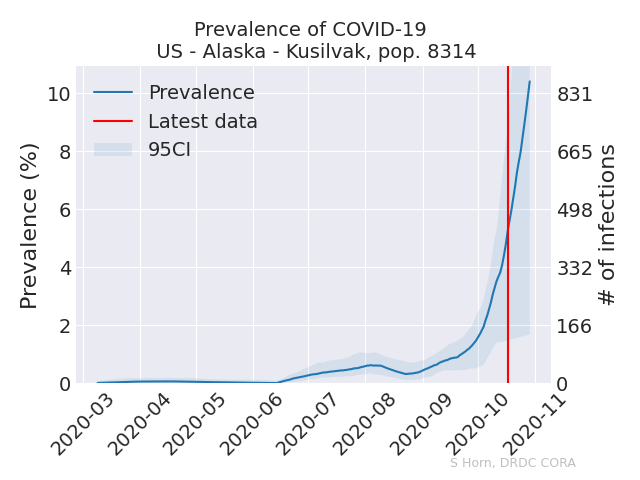 Prevalence of COVID-19
US - Alaska - Kusilvak, pop. 8314
Prevalence
Latest data
95CI
Prevalence (%)
10
8
6
4
2
0
831
665
498
332
166
0
# of infections
2020-03
2020-04
2020-05
2020-06
2020-07
2020-08
2020-09
2020-10
2020-11
S Horn, DRDC CORA